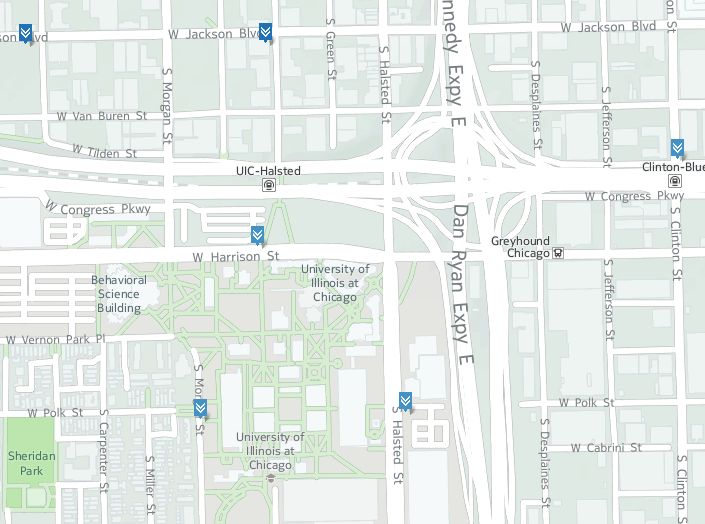 son Blvd
W Jackson Blvd
W Jackson Blvd
S Green St
S Halsted St
nnedy Expy E
S Morgan St
S Desplaines St
S Jefferson St
W Van Buren St
W Tilden St
UIC-Halsted
Clinton-Blue
W Congress Pkwy
W Congress Pkwy
Dan Ryan Expy E
S Clinton St
Greyhound
Chicago
W Harrison St
Behavioral
Science
Building
University of
Illinois at
Chicago
S Jefferson St
W Vernon Park Pl
S Mor
St
W Polk St
W Polk St
S Carpenter St
S Miller St
S Halsted St
S Desplaines St
W Cabrini St
S Clinton St
Sheridan
Park
University of
Illinois at
Chicago